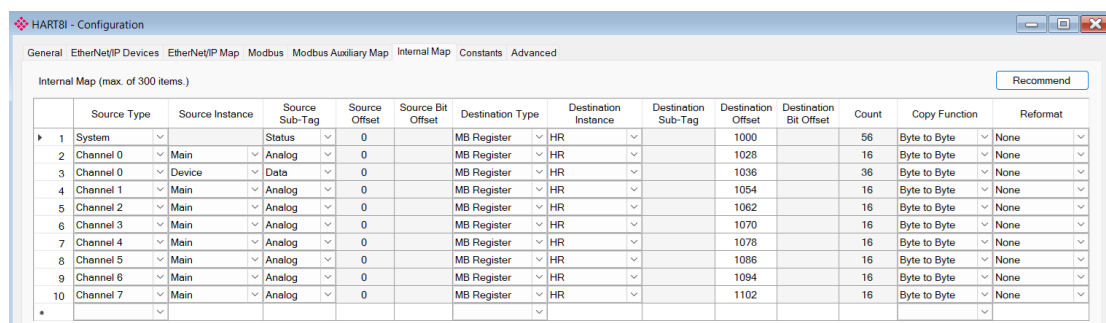 HART8I - Configuration
General EtherNet/IP Devices EtherNet/IP Map Modbus Modbus Auxiliary Map Internal Map Constants Advanced
Internal Map (max. of 300 items.) Recommend
Source Type Source Instance Source Sub-Tag Source Offset Source Bit Offset Destination Type Destination Instance Destination Sub-Tag Destination Offset Destination Bit Offset Count Copy Function Reformat
1 System Status 0 MB Register HR 1000 56 Byte to Byte None
2 Channel 0 Main Analog 0 MB Register HR 1028 16 Byte to Byte None
3 Channel 0 Device Data 0 MB Register HR 1036 36 Byte to Byte None
4 Channel 1 Main Analog 0 MB Register HR 1054 16 Byte to Byte None
5 Channel 2 Main Analog 0 MB Register HR 1062 16 Byte to Byte None
6 Channel 3 Main Analog 0 MB Register HR 1070 16 Byte to Byte None
7 Channel 4 Main Analog 0 MB Register HR 1078 16 Byte to Byte None
8 Channel 5 Main Analog 0 MB Register HR 1086 16 Byte to Byte None
9 Channel 6 Main Analog 0 MB Register HR 1094 16 Byte to Byte None
10 Channel 7 Main Analog 0 MB Register HR 1102 16 Byte to Byte None